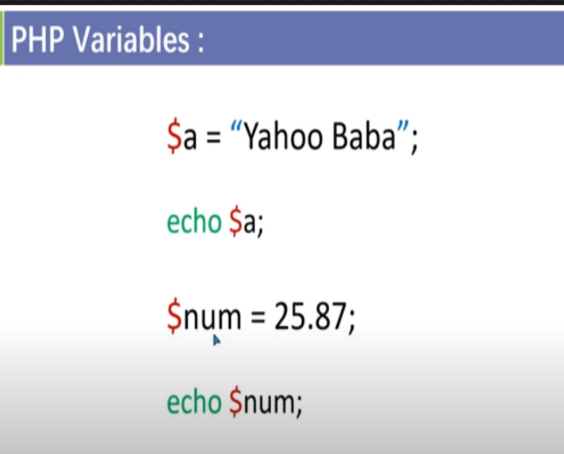 PHP Variables :
$a = “Yahoo Baba”;
echo $a;
$num = 25.87;
echo $num;